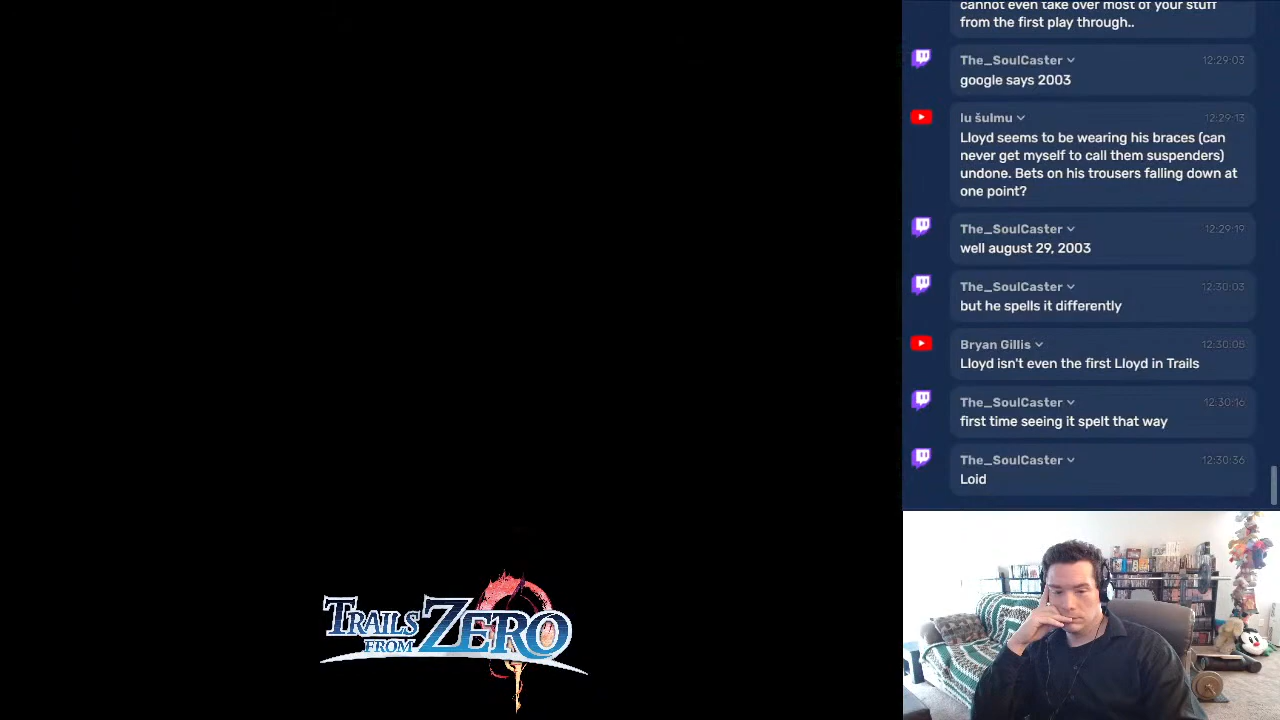 cannot even take over most of your stuff
from the first play through..
The_SoulCaster 12:29:03
google says 2003
lu šulmu 12:29:13
Lloyd seems to be wearing his braces (can
never get myself to call them suspenders)
undone. Bets on his trousers falling down at
one point?
The_SoulCaster 12:29:19
well august 29, 2003
The_SoulCaster 12:30:03
but he spells it differently
Bryan Gillis 12:30:05
Lloyd isn't even the first Lloyd in Trails
The_SoulCaster 12:30:16
first time seeing it spelt that way
The_SoulCaster 12:30:36
Loid
TRAILS
FROM ZERO